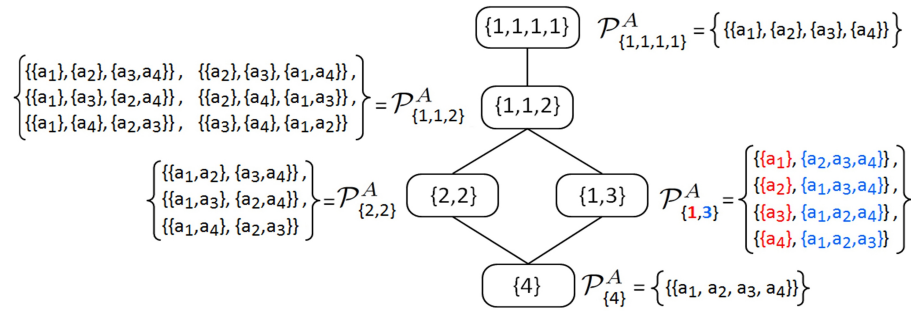 {1,1,1,1} 𝒫^A_{1,1,1,1} = {{{a₁}, {a₂}, {a₃}, {a₄}}}
{{{a₁},{a₂}, {a₃,a₄}}, {{a₂}, {a₃}, {a₁,a₄}},
{{a₁}, {a₃}, {a₂,a₄}}, {{a₂}, {a₄}, {a₁,a₃}},
{{a₁}, {a₄}, {a₂,a₃}}, {{a₃}, {a₄}, {a₁,a₂}}} = 𝒫^A_{1,1,2}
{1,1,2}
{{{a₁,a₂}, {a₃,a₄}},
{{a₁,a₃}, {a₂,a₄}},
{{a₁,a₄}, {a₂,a₃}}} = 𝒫^A_{2,2}
{2,2}
{1,3}
𝒫^A_{1,3} = {{{a₁}, {a₂,a₃,a₄}},
{{a₂}, {a₁,a₃,a₄}},
{{a₃}, {a₁,a₂,a₄}},
{{a₄}, {a₁,a₂,a₃}}}
{4} 𝒫^A_{4} = {{{a₁, a₂, a₃, a₄}}}